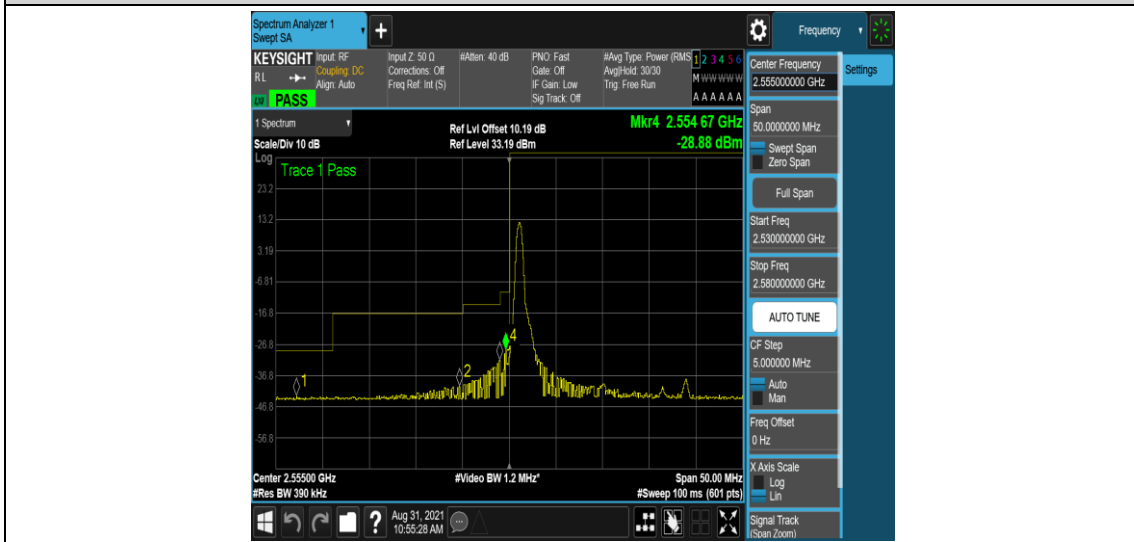 Spectrum Analyzer 1
Swept SA
+
Frequency
KEYSIGHT
Input: RF
Coupling: DC
Align: Auto
Input Z: 50 Ω
Corrections: Off
Freq Ref: Int (S)
#Atten: 40 dB
PNO: Fast
Gate: Off
IF Gain: Low
Sig Track: Off
#Avg Type: Power (RMS
Avg|Hold: 30/30
Trig: Free Run
1 2 3 4 5 6
M W W W W W
A A A A A A
RL
PASS
Center Frequency
2.555000000 GHz
Settings
1 Spectrum
Scale/Div 10 dB
Ref Lvl Offset 10.19 dB
Ref Level 33.19 dBm
Mkr4 2.554 67 GHz
-28.88 dBm
Span
50.0000000 MHz
Swept Span
Zero Span
Full Span
Start Freq
2.530000000 GHz
Stop Freq
2.580000000 GHz
AUTO TUNE
CF Step
5.000000 MHz
Auto
Man
Freq Offset
0 Hz
X Axis Scale
Log
Lin
Signal Track
(Span Zoom)
Log
Trace 1 Pass
23.2
13.2
3.19
-6.81
-16.8
-26.8
-36.8
-46.8
-56.8
1
2
4
Center 2.55500 GHz
#Res BW 390 kHz
#Video BW 1.2 MHz*
Span 50.00 MHz
#Sweep 100 ms (601 pts)
?
Aug 31, 2021
10:55:28 AM